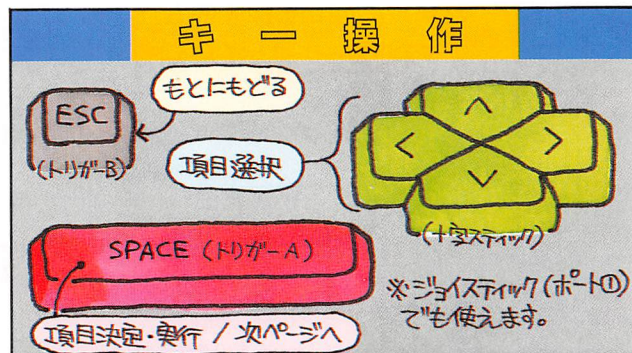 キー操作
ESC
(トリガーB)
もとにもどる
項目選択
<
^
>
v
(十字スティック)
SPACE (トリガーA)
項目決定・実行 / 次ページへ
※ジョイスティック(ポート①)
でも使えます。